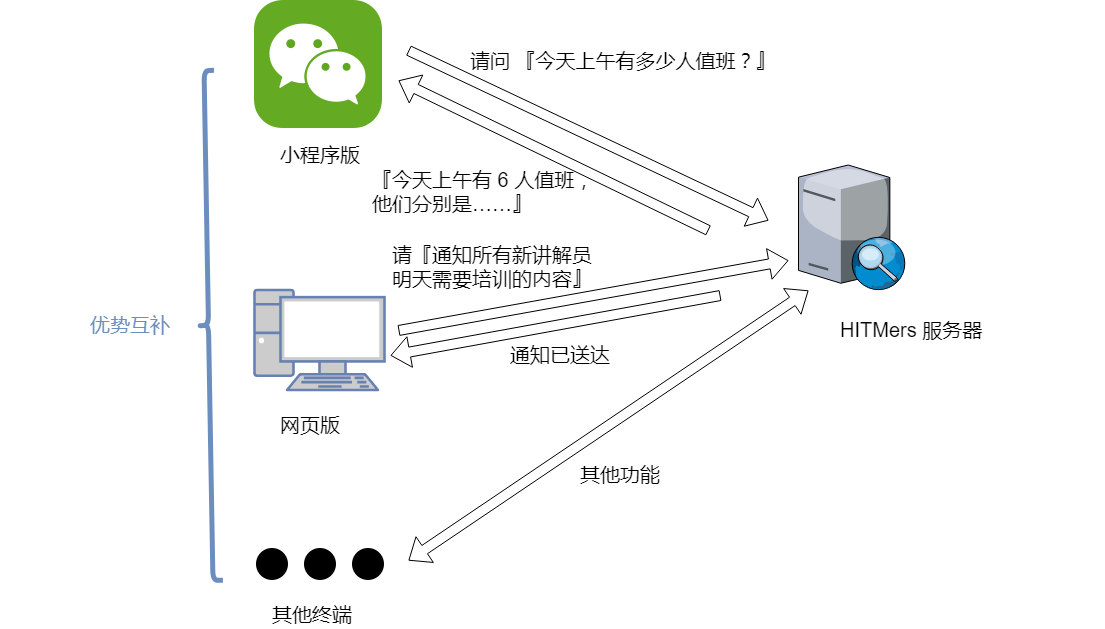 请问 『今天上午有多少人值班？』
小程序版
『今天上午有 6 人值班，
他们分别是……』
请『通知所有新讲解员
明天需要培训的内容』
优势互补
HITMers 服务器
通知已送达
网页版
其他功能
其他终端